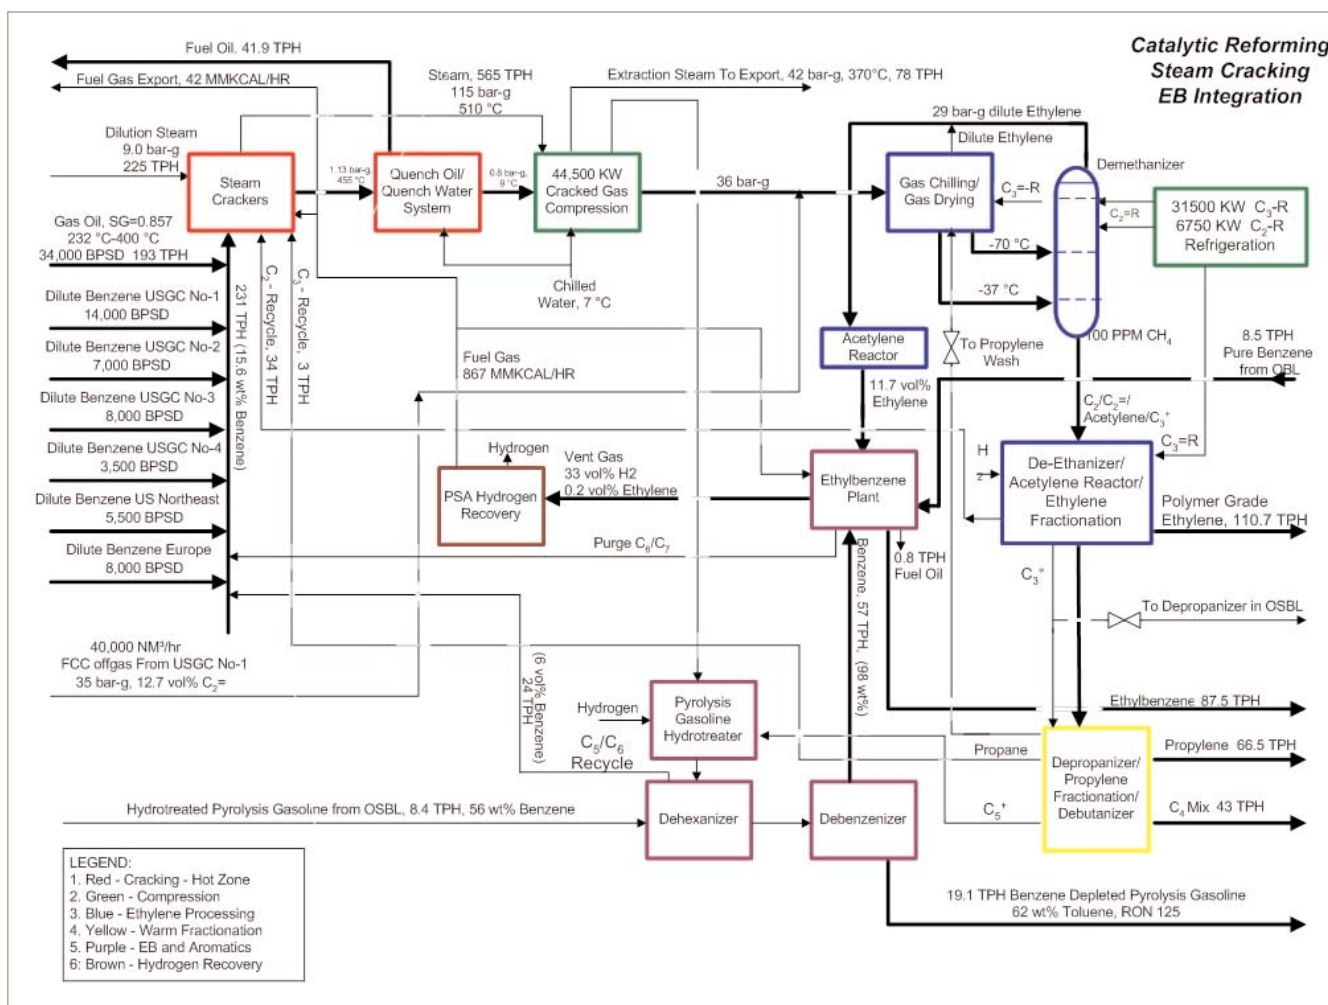 Catalytic Reforming
Steam Cracking
EB Integration
Fuel Oil. 41.9 TPH
Fuel Gas Export, 42 MMKCAL/HR
Steam, 565 TPH
115 bar-g
510 °C
Extraction Steam To Export, 42 bar-g, 370°C, 78 TPH
29 bar-g dilute Ethylene
Dilute Ethylene
Demethanizer
Dilution Steam
9.0 bar-g
225 TPH
Steam
Crackers
1.13 bar-g,
455 °C
Quench Oil/
Quench Water
System
0.8 bar-g,
9 °C
44,500 KW
Cracked Gas
Compression
36 bar-g
Gas Chilling/
Gas Drying
C3=-R
C2=R
31500 KW C3-R
6750 KW C2-R
Refrigeration
Gas Oil, SG=0.857
232 °C-400 °C
34,000 BPSD 193 TPH
-70 °C
-37 °C
Chilled
Water, 7 °C
Dilute Benzene USGC No-1
14,000 BPSD
Dilute Benzene USGC No-2
7,000 BPSD
Dilute Benzene USGC No-3
8,000 BPSD
Dilute Benzene USGC No-4
3,500 BPSD
Dilute Benzene US Northeast
5,500 BPSD
Dilute Benzene Europe
8,000 BPSD
231 TPH (15.6 wt% Benzene)
C2 - Recycle, 34 TPH
C3 - Recycle, 3 TPH
Fuel Gas
867 MMKCAL/HR
Acetylene
Reactor
To Propylene
Wash
100 PPM CH4
8.5 TPH
Pure Benzene
from OBL
11.7 vol%
Ethylene
C2/C2=/
Acetylene/C3+
C3=R
Hydrogen
Vent Gas
33 vol% H2
0.2 vol% Ethylene
PSA Hydrogen
Recovery
Ethylbenzene
Plant
H
2
De-Ethanizer/
Acetylene Reactor/
Ethylene
Fractionation
Polymer Grade
Ethylene, 110.7 TPH
Purge C6/C7
0.8 TPH
Fuel Oil
C3=
To Depropanizer in OSBL
40,000 NM³/hr
FCC offgas From USGC No-1
35 bar-g, 12.7 vol% C2=
(6 vol% Benzene)
24 TPH
Benzene, 57 TPH, (98 wt%)
Hydrogen
C5/C6
Recycle
Pyrolysis
Gasoline
Hydrotreater
Ethylbenzene 87.5 TPH
Propane
Depropanizer/
Propylene
Fractionation/
Debutanizer
Propylene 66.5 TPH
C4 Mix 43 TPH
C5+
Hydrotreated Pyrolysis Gasoline from OSBL, 8.4 TPH, 56 wt% Benzene
Dehexanizer
Debenzenizer
19.1 TPH Benzene Depleted Pyrolysis Gasoline
62 wt% Toluene, RON 125
LEGEND:
1. Red - Cracking - Hot Zone
2. Green - Compression
3. Blue - Ethylene Processing
4. Yellow - Warm Fractionation
5. Purple - EB and Aromatics
6: Brown - Hydrogen Recovery